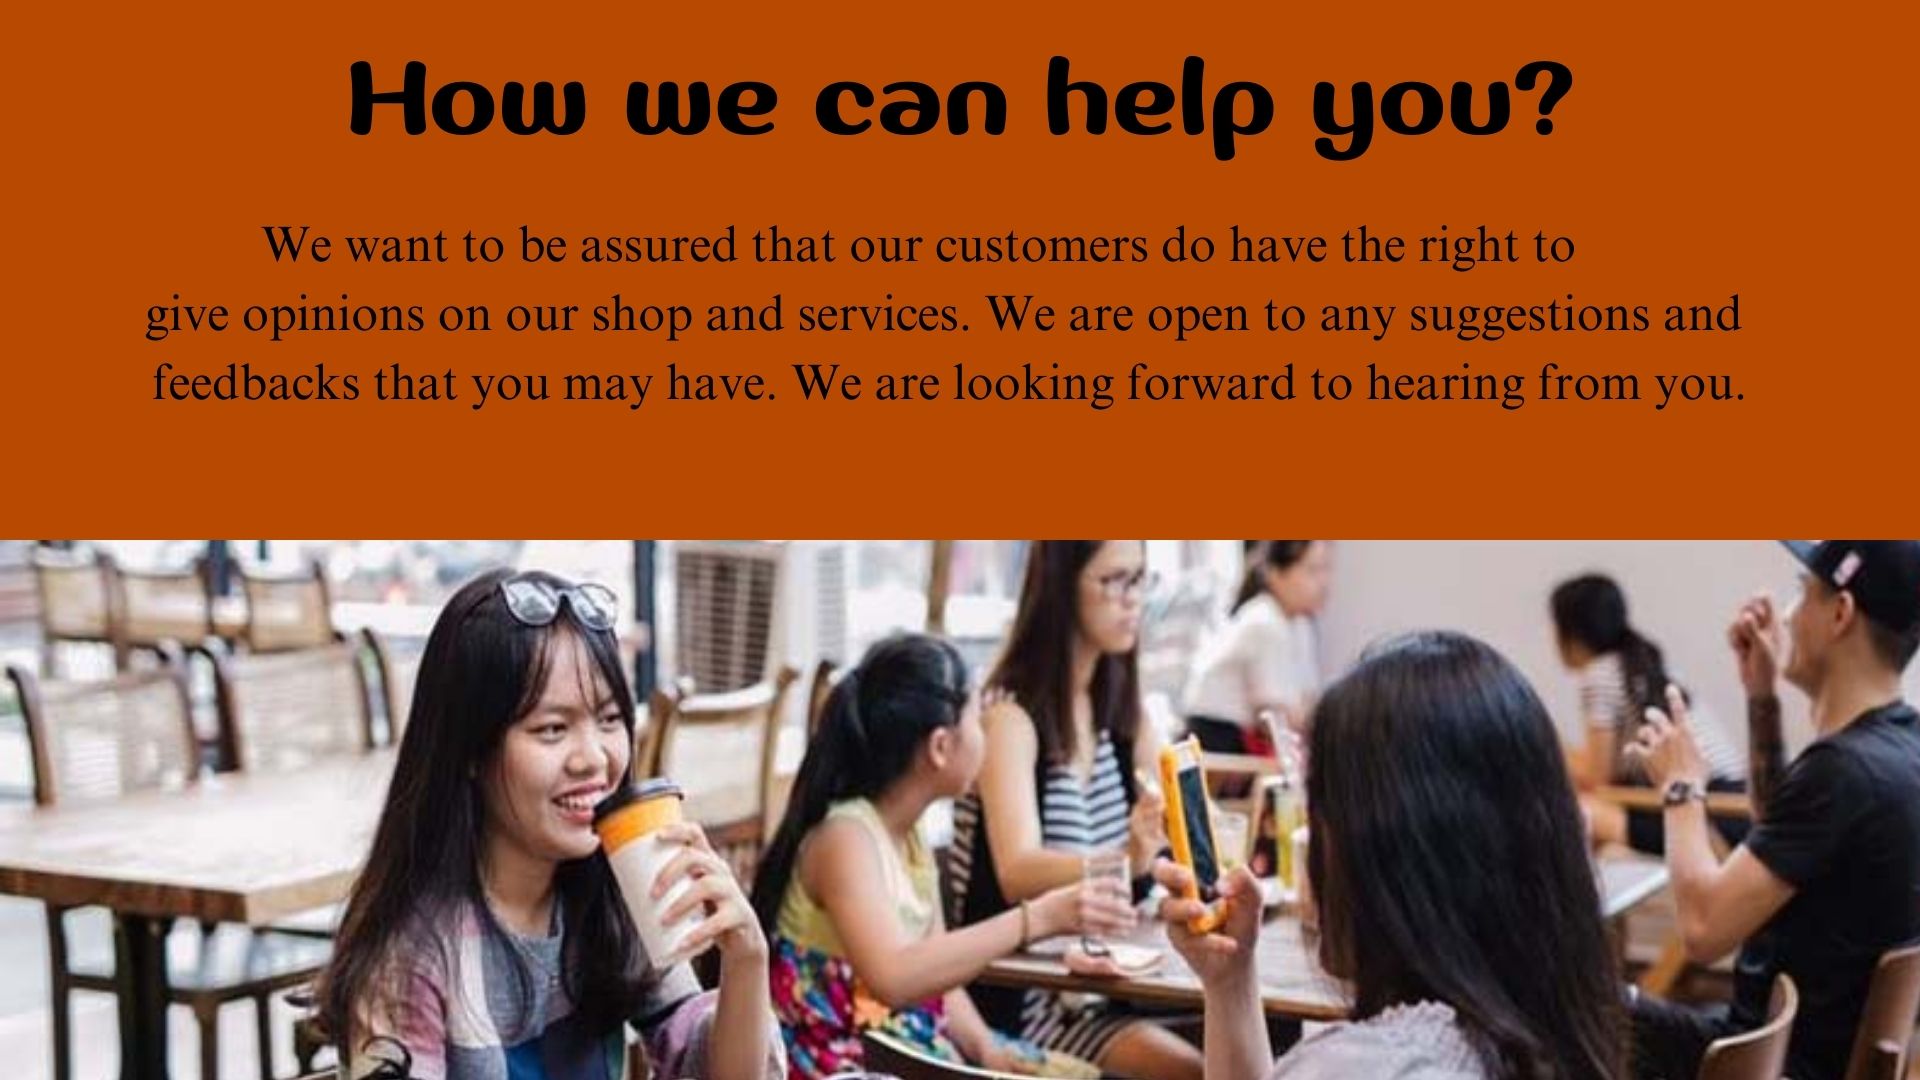 How we can help you?
We want to be assured that our customers do have the right to
give opinions on our shop and services. We are open to any suggestions and
feedbacks that you may have. We are looking forward to hearing from you.